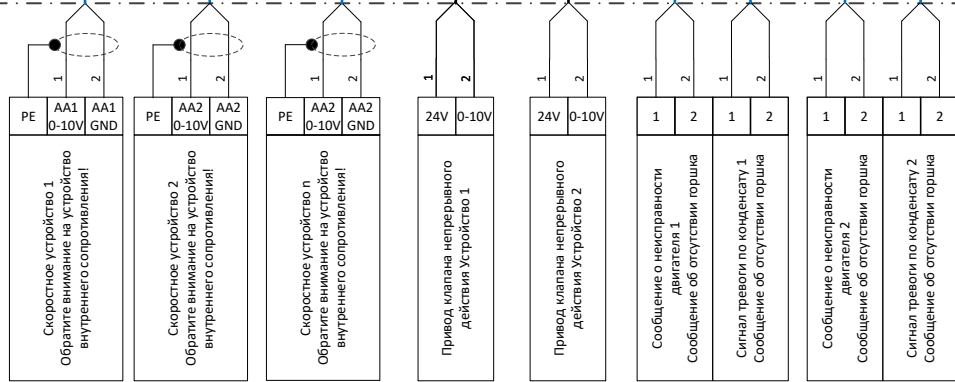 1
2
PE
AA1
0-10V
AA1
GND
Скоростное устройство 1
Обратите внимание на устройство
внутреннего сопротивления!
1
2
PE
AA2
0-10V
AA2
GND
Скоростное устройство 2
Обратите внимание на устройство
внутреннего сопротивления!
1
2
PE
AA2
0-10V
AA2
GND
Скоростное устройство n
Обратите внимание на устройство
внутреннего сопротивления!
1
2
24V
0-10V
Привод клапана непрерывного
действия Устройство 1
1
2
24V
0-10V
Привод клапана непрерывного
действия Устройство 2
1
2
1
2
Сообщение о неисправности
двигателя 1
Сообщение об отсутствии горшка
1
2
1
2
Сигнал тревоги по конденсату 1
Сообщение об отсутствии горшка
1
2
1
2
Сообщение о неисправности
двигателя 2
Сообщение об отсутствии горшка
1
2
1
2
Сигнал тревоги по конденсату 2
Сообщение об отсутствии горшка